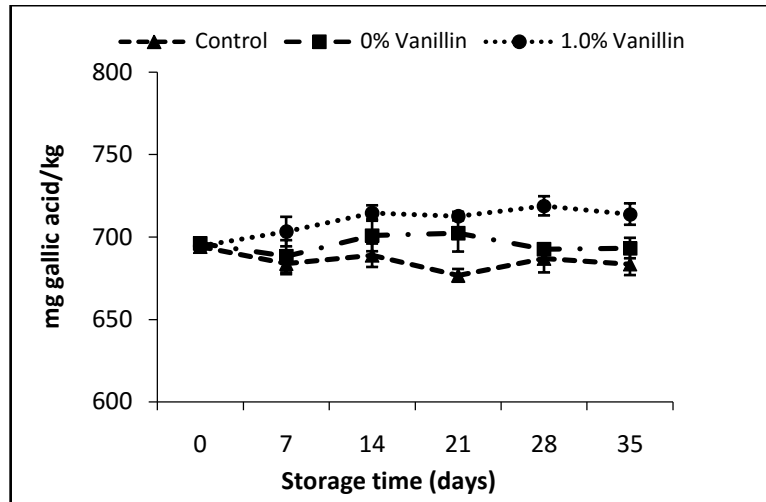 Control 0% Vanillin 1.0% Vanillin
800
750
700
650
600
mg gallic acid/kg
0 7 14 21 28 35
Storage time (days)